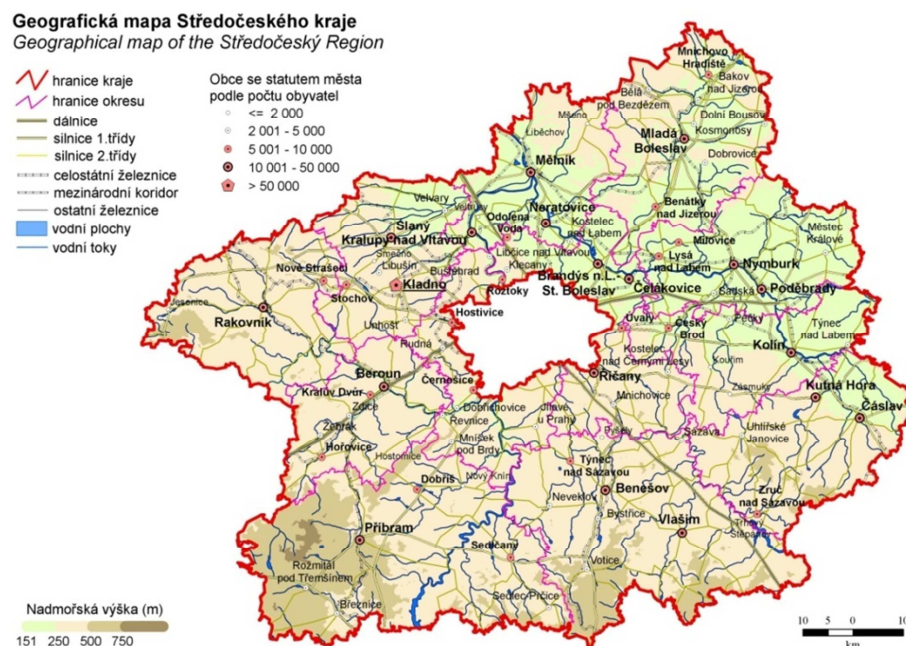 Geografická mapa Středočeského kraje
Geographical map of the Středočeský Region
hranice kraje
hranice okresu
dálnice
silnice 1.třídy
silnice 2.třídy
celostátní železnice
mezinárodní koridor
ostatní železnice
vodní plochy
vodní toky
Obce se statutem města
podle počtu obyvatel
<= 2 000
2 001 - 5 000
5 001 - 10 000
10 001 - 50 000
> 50 000
Mnichovo
Hradiště
Bakov
nad Jizerou
Bělá
pod Bezdězem
Dolní Bousov
Kosmonosy
Mšeno
Liběchov
Mladá
Boleslav
Dobrovice
Mělník
Velvary
Veltrusy
Neratovice
Benátky
nad Jizerou
Slaný
Odolena
Voda
Kostelec
nad Labem
Městec
Králové
Kralupy nad Vltavou
Milovice
Smečno
Libušín
Libčice nad Vltavou
Klecany
Lysá
nad Labem
Nymburk
Nové Strašecí
Buštěhrad
Brandýs n.L.-
St. Boleslav
Čelákovice
Sadská
Poděbrady
Jesenice
Stochov
Kladno
Roztoky
Rakovník
Hostivice
Unhošť
Rudná
Úvaly
Český
Brod
Pečky
Týnec
nad Labem
Kostelec
nad Černými Lesy
Kouřim
Kolín
Beroun
Černošice
Říčany
Zásmuky
Kutná Hora
Králův Dvůr
Zdice
Mnichovice
Čáslav
Dobřichovice
Řevnice
Jílové
u Prahy
Žebrák
Hořovice
Mníšek
pod Brdy
Pyšely
Sázava
Uhlířské
Janovice
Hostomice
Týnec
nad Sázavou
Nový Knín
Dobříš
Neveklov
Benešov
Zruč
nad Sázavou
Bystřice
Vlašim
Trhový
Štěpánov
Příbram
Sedlčany
Votice
Rožmitál
pod Třemšínem
Sedlec-Prčice
Březnice
Nadmořská výška (m)
151 250 500 750
10 5 0 10
km